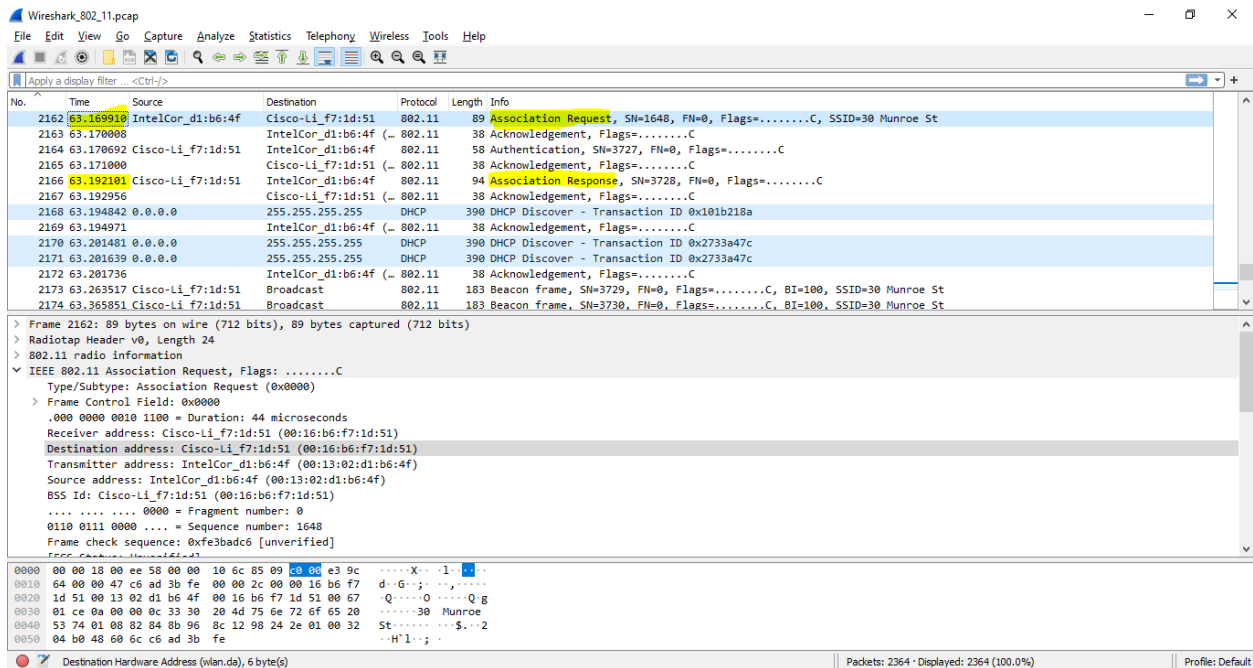 Wireshark_802_11.pcap
File Edit View Go Capture Analyze Statistics Telephony Wireless Tools Help
Apply a display filter ... <Ctrl-/>
No. Time Source Destination Protocol Length Info
2162 63.169910 IntelCor_d1:b6:4f Cisco-Li_f7:1d:51 802.11 89 Association Request, SN=1648, FN=0, Flags=........C, SSID=30 Munroe St
2163 63.170008 IntelCor_d1:b6:4f (… 802.11 38 Acknowledgement, Flags=........C
2164 63.170692 Cisco-Li_f7:1d:51 IntelCor_d1:b6:4f 802.11 58 Authentication, SN=3727, FN=0, Flags=........C
2165 63.171000 Cisco-Li_f7:1d:51 (… 802.11 38 Acknowledgement, Flags=........C
2166 63.192101 Cisco-Li_f7:1d:51 IntelCor_d1:b6:4f 802.11 94 Association Response, SN=3728, FN=0, Flags=........C
2167 63.192956 Cisco-Li_f7:1d:51 (… 802.11 38 Acknowledgement, Flags=........C
2168 63.194842 0.0.0.0 255.255.255.255 DHCP 390 DHCP Discover - Transaction ID 0x101b218a
2169 63.194971 IntelCor_d1:b6:4f (… 802.11 38 Acknowledgement, Flags=........C
2170 63.201481 0.0.0.0 255.255.255.255 DHCP 390 DHCP Discover - Transaction ID 0x2733a47c
2171 63.201639 0.0.0.0 255.255.255.255 DHCP 390 DHCP Discover - Transaction ID 0x2733a47c
2172 63.201736 IntelCor_d1:b6:4f (… 802.11 38 Acknowledgement, Flags=........C
2173 63.263517 Cisco-Li_f7:1d:51 Broadcast 802.11 183 Beacon frame, SN=3729, FN=0, Flags=........C, BI=100, SSID=30 Munroe St
2174 63.365851 Cisco-Li_f7:1d:51 Broadcast 802.11 183 Beacon frame, SN=3730, FN=0, Flags=........C, BI=100, SSID=30 Munroe St
Frame 2162: 89 bytes on wire (712 bits), 89 bytes captured (712 bits)
Radiotap Header v0, Length 24
802.11 radio information
IEEE 802.11 Association Request, Flags: ........C
Type/Subtype: Association Request (0x0000)
Frame Control Field: 0x0000
.000 0000 0010 1100 = Duration: 44 microseconds
Receiver address: Cisco-Li_f7:1d:51 (00:16:b6:f7:1d:51)
Destination address: Cisco-Li_f7:1d:51 (00:16:b6:f7:1d:51)
Transmitter address: IntelCor_d1:b6:4f (00:13:02:d1:b6:4f)
Source address: IntelCor_d1:b6:4f (00:13:02:d1:b6:4f)
BSS Id: Cisco-Li_f7:1d:51 (00:16:b6:f7:1d:51)
.... .... .... 0000 = Fragment number: 0
0110 0111 0000 .... = Sequence number: 1648
Frame check sequence: 0xfe3badc6 [unverified]
[FCS Status: Unverified]
0000 00 00 18 00 ee 58 00 00 10 6c 85 09 c0 00 e3 9c ·····X·· ·l······
0010 64 00 00 47 c6 ad 3b fe 00 00 2c 00 00 16 b6 f7 d··G··;· ··,·····
0020 1d 51 00 13 02 d1 b6 4f 00 16 b6 f7 1d 51 00 67 ·Q·····O ·····Q·g
0030 01 ce 0a 00 00 0c 33 30 20 4d 75 6e 72 6f 65 20 ······30 Munroe
0040 53 74 01 08 82 84 8b 96 8c 12 98 24 2e 01 00 32 St······ ···$.··2
0050 04 b0 48 60 6c c6 ad 3b fe ··H`l··; ·
Destination Hardware Address (wlan.da), 6 byte(s) Packets: 2364 · Displayed: 2364 (100.0%) Profile: Default